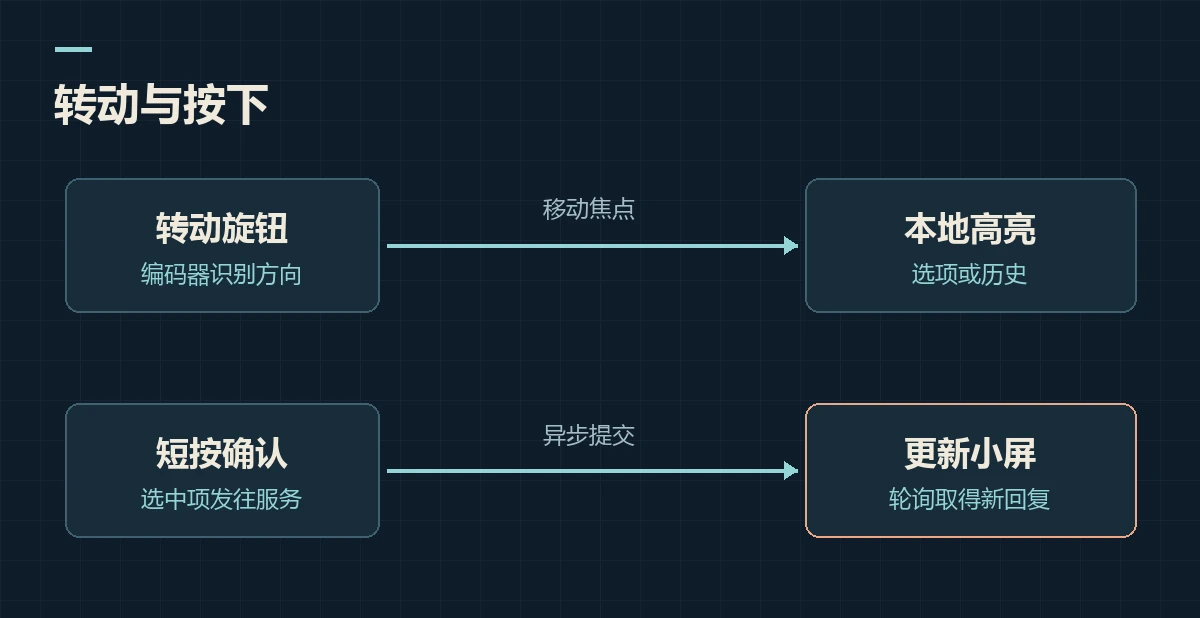 转动与按下
转动旋钮
编码器识别方向
移动焦点
本地高亮
选项或历史
短按确认
选中项发往服务
异步提交
更新小屏
轮询取得新回复